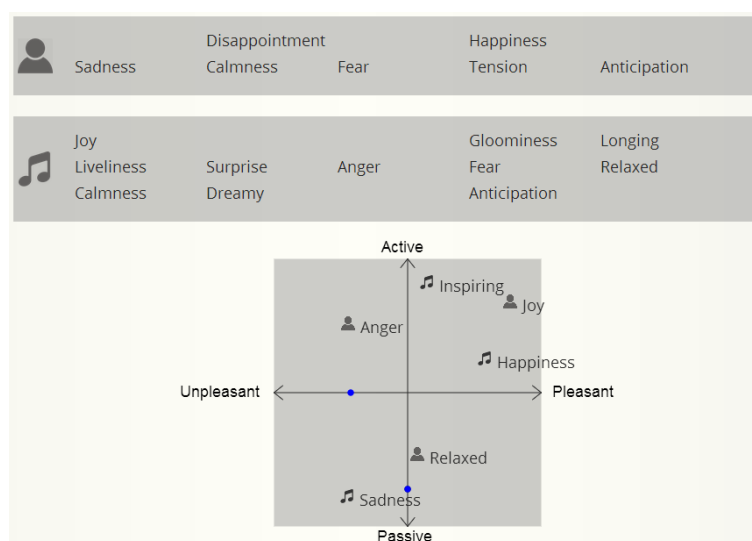 Disappointment Happiness
Sadness Calmness Fear Tension Anticipation
Joy Gloominess Longing
Liveliness Surprise Anger Fear Relaxed
Calmness Dreamy Anticipation
Active
Inspiring
Joy
Anger
Happiness
Unpleasant Pleasant
Relaxed
Sadness
Passive